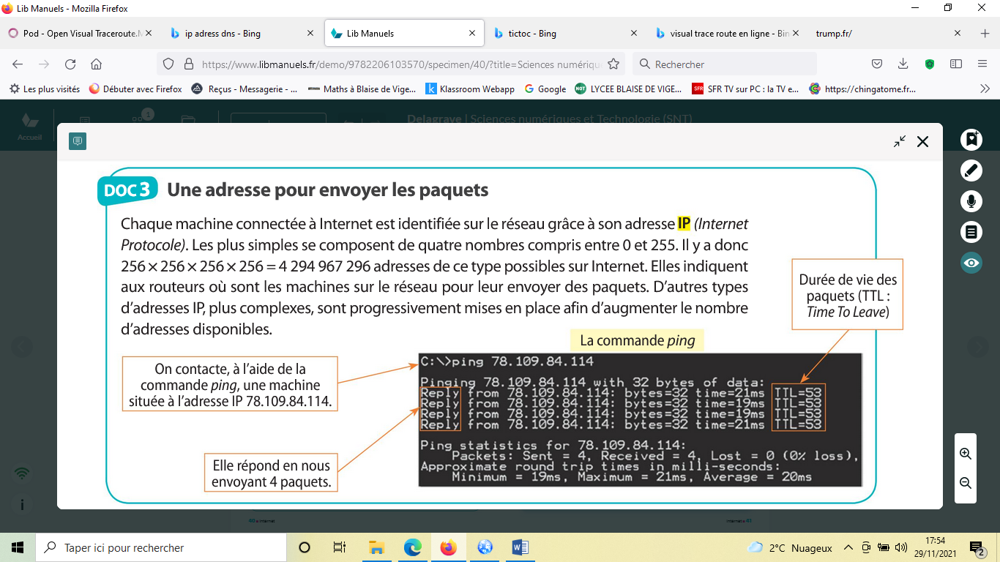 Lib Manuels - Mozilla Firefox
Pod - Open Visual Traceroute.M
ip adress dns - Bing
Lib Manuels
tictoc - Bing
visual trace route en ligne - Bin
trump.fr/
https://www.libmanuels.fr/demo/9782206103570/specimen/40/?title=Sciences numériqu
Rechercher
Les plus visités
Débuter avec Firefox
Reçus - Messagerie - ...
Maths à Blaise de Vige...
Klassroom Webapp
Google
LYCEE BLAISE DE VIGE...
SFR TV sur PC : la TV e...
https://chingatome.fr...
Accueil
1
Delagrave | Sciences numériques et Technologie (SNT)
DOC 3 Une adresse pour envoyer les paquets
Chaque machine connectée à Internet est identifiée sur le réseau grâce à son adresse IP (Internet
Protocole). Les plus simples se composent de quatre nombres compris entre 0 et 255. Il y a donc
256 × 256 × 256 × 256 = 4 294 967 296 adresses de ce type possibles sur Internet. Elles indiquent
aux routeurs où sont les machines sur le réseau pour leur envoyer des paquets. D'autres types
d'adresses IP, plus complexes, sont progressivement mises en place afin d'augmenter le nombre
d'adresses disponibles.
Durée de vie des
paquets (TTL :
Time To Leave)
La commande ping
On contacte, à l'aide de la
commande ping, une machine
située à l'adresse IP 78.109.84.114.
Elle répond en nous
envoyant 4 paquets.
C:\>ping 78.109.84.114
Pinging 78.109.84.114 with 32 bytes of data:
Reply from 78.109.84.114: bytes=32 time=21ms TTL=53
Reply from 78.109.84.114: bytes=32 time=19ms TTL=53
Reply from 78.109.84.114: bytes=32 time=19ms TTL=53
Reply from 78.109.84.114: bytes=32 time=21ms TTL=53
Ping statistics for 78.109.84.114:
Packets: Sent = 4, Received = 4, Lost = 0 (0% loss),
Approximate round trip times in milli-seconds:
Minimum = 19ms, Maximum = 21ms, Average = 20ms
Taper ici pour rechercher
2°C Nuageux
17:54
29/11/2021
2